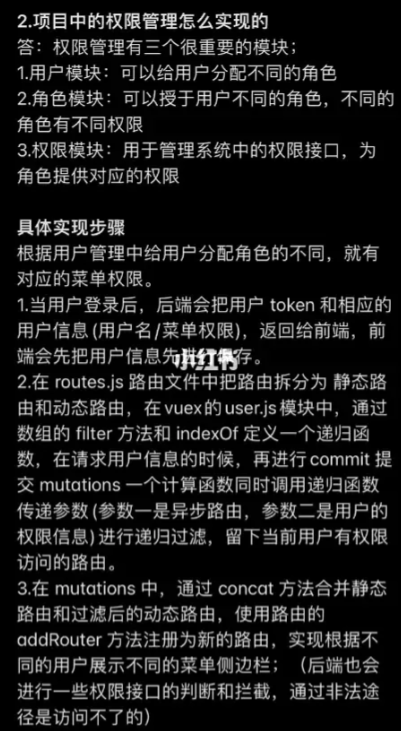 2.项目中的权限管理怎么实现的
答：权限管理有三个很重要的模块；
1.用户模块：可以给用户分配不同的角色
2.角色模块：可以授于用户不同的角色，不同的
角色有不同权限
3.权限模块：用于管理系统中的权限接口，为
角色提供对应的权限
具体实现步骤
根据用户管理中给用户分配角色的不同，就有
对应的菜单权限。
1.当用户登录后，后端会把用户 token 和相应的
用户信息(用户名/菜单权限)，返回给前端，前
端会先把用户信息先存。
小红书
2.在 routes.js 路由文件中把路由拆分为 静态路
由和动态路由，在vuex的user.js模块中，通过
数组的 filter 方法和 indexOf 定义一个递归函
数，在请求用户信息的时候，再进行commit 提
交 mutations 一个计算函数同时调用递归函数
传递参数(参数一是异步路由，参数二是用户的
权限信息)进行递归过滤，留下当前用户有权限
访问的路由。
3.在 mutations 中，通过 concat 方法合并静态
路由和过滤后的动态路由，使用路由的
addRouter 方法注册为新的路由，实现根据不
同的用户展示不同的菜单侧边栏；（后端也会
进行一些权限接口的判断和拦截，通过非法途
径是访问不了的）